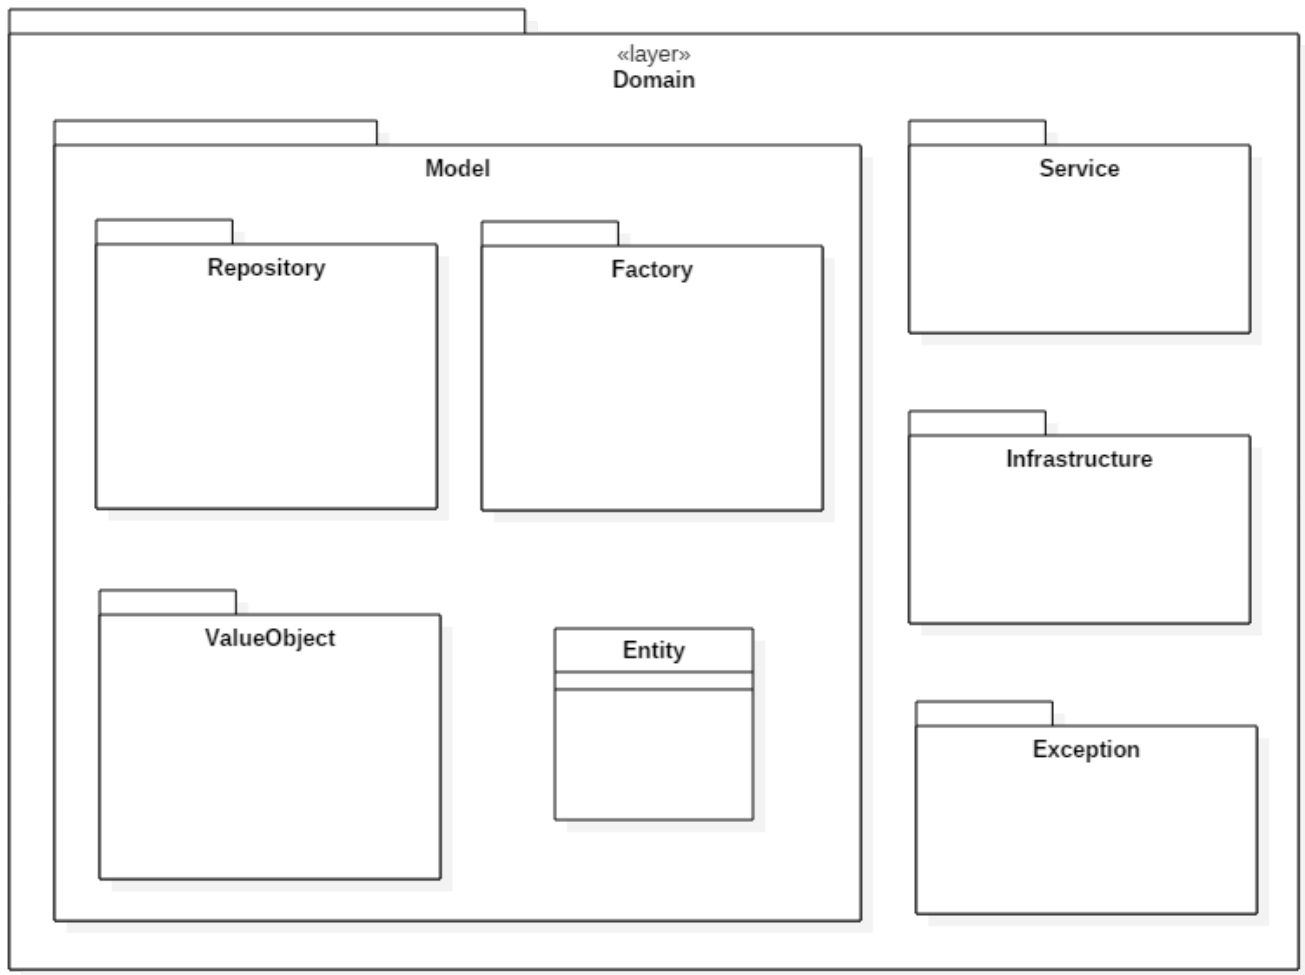 «layer»
Domain
Model
Repository
Factory
ValueObject
Entity
Service
Infrastructure
Exception